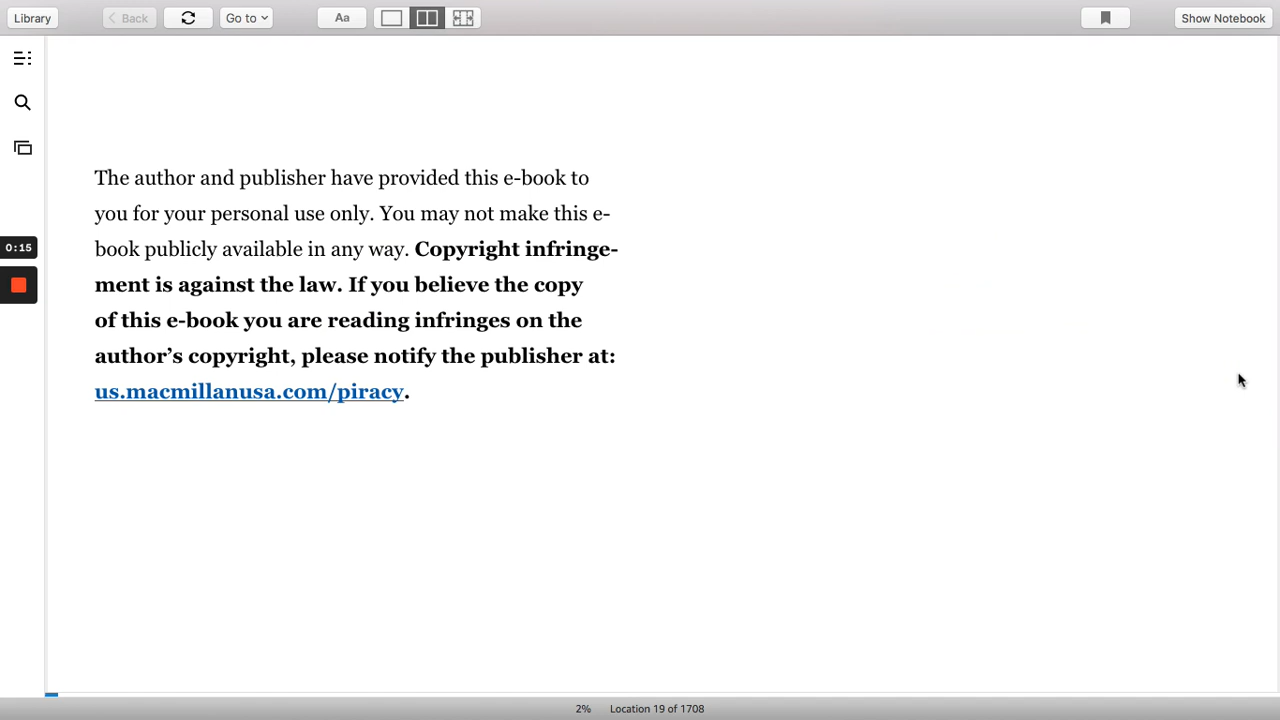 Library
Back
Go to
Aa
Show Notebook
The author and publisher have provided this e-book to
you for your personal use only. You may not make this e-
book publicly available in any way. Copyright infringe-
ment is against the law. If you believe the copy
of this e-book you are reading infringes on the
author’s copyright, please notify the publisher at:
us.macmillanusa.com/piracy.
0:15
2% Location 19 of 1708